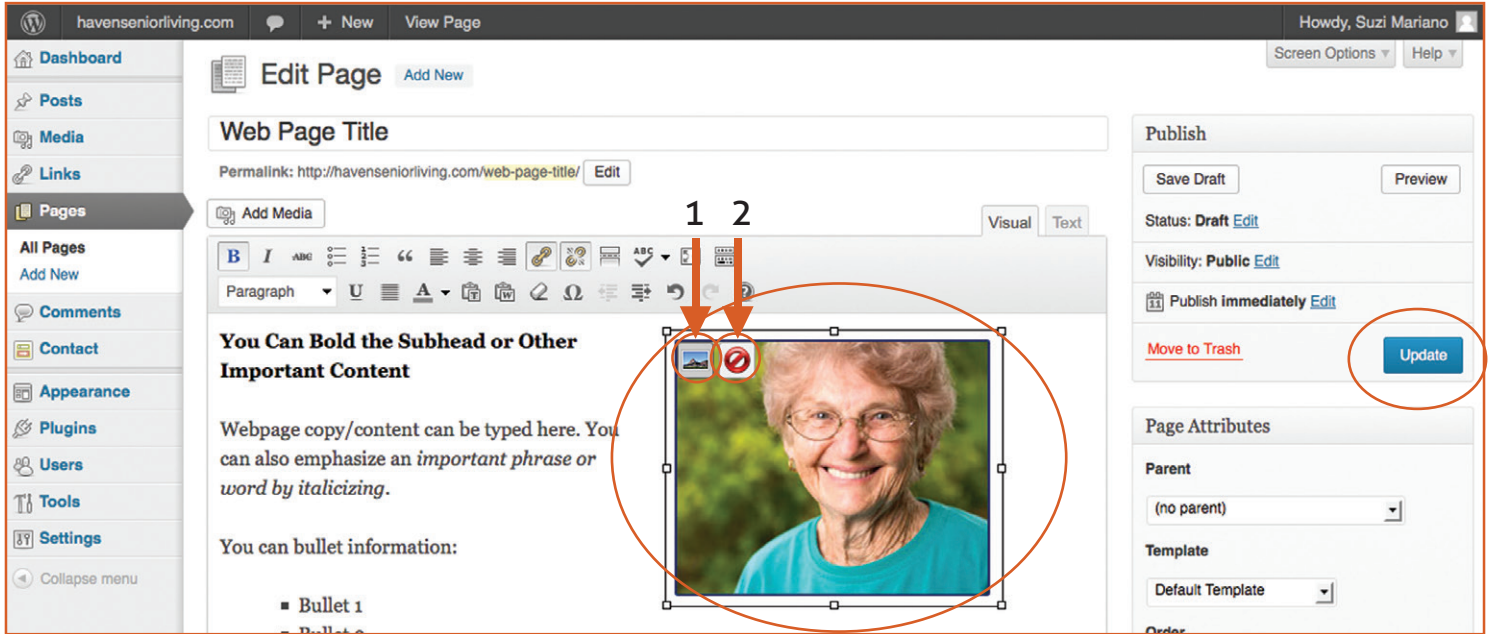 havenseniorliving.com + New View Page Howdy, Suzi Mariano
Screen Options Help
Dashboard
Posts
Media
Links
Pages
All Pages
Add New
Comments
Contact
Appearance
Plugins
Users
Tools
Settings
Collapse menu
Edit Page Add New
Web Page Title
Permalink: http://havenseniorliving.com/web-page-title/ Edit
Add Media
1 2
Visual Text
B I ABC ABC
Paragraph U A
You Can Bold the Subhead or Other
Important Content
Webpage copy/content can be typed here. You
can also emphasize an important phrase or
word by italicizing.
You can bullet information:
Bullet 1
Publish
Save Draft Preview
Status: Draft Edit
Visibility: Public Edit
Publish immediately Edit
Move to Trash Update
Page Attributes
Parent
(no parent)
Template
Default Template
Order